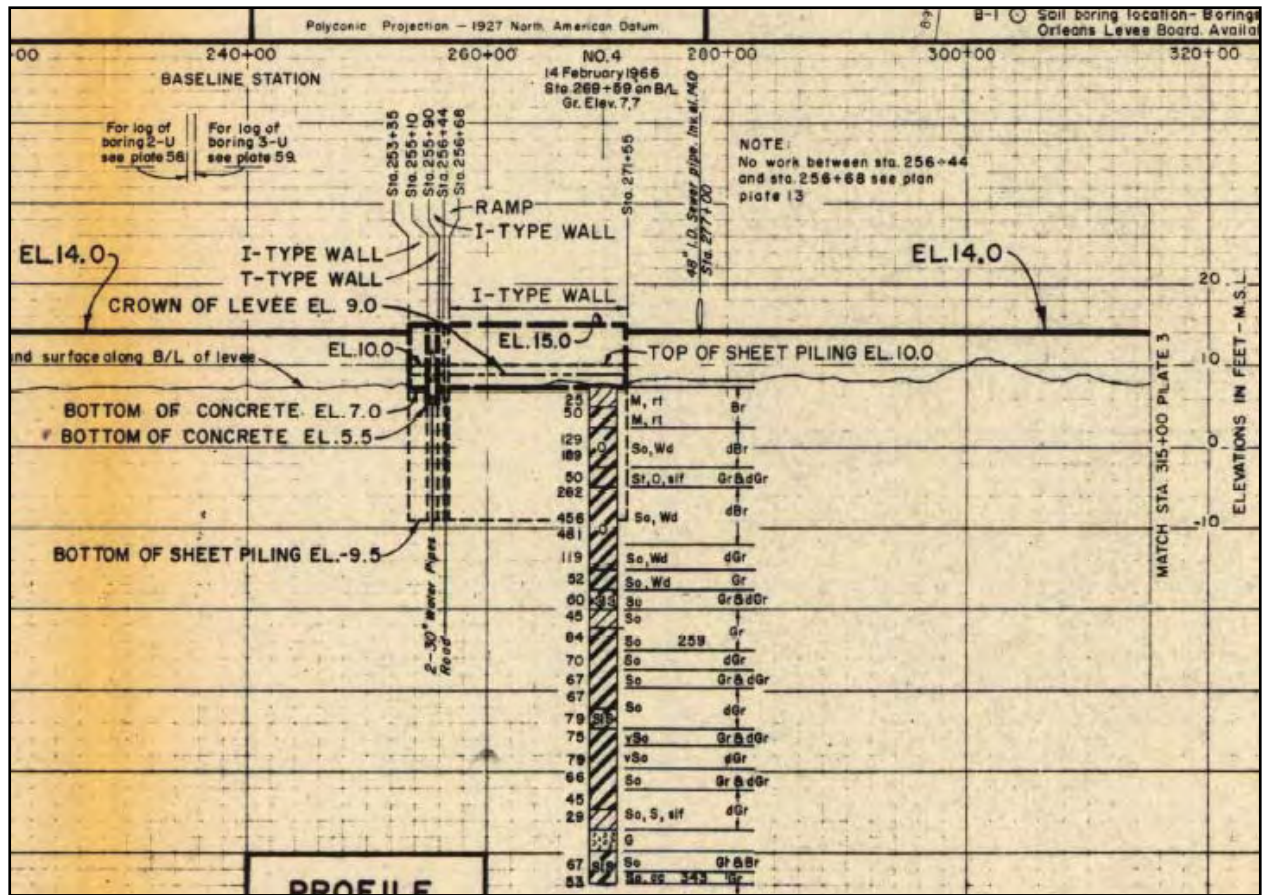 Polyconic Projection — 1927 North American Datum
B-1 Soil boring location - Borings
Orleans Levee Board. Availa
00
240+00
260+00
280+00
300+00
320+00
BASELINE STATION
NO. 4
14 February 1966
Sta. 269+59 on B/L
Gr. Elev. 7.7
For log of
boring 2-U
see plate 58
For log of
boring 3-U
see plate 59.
Sta. 253+35
Sta. 255+10
Sta. 255+90
Sta. 256+44
Sta. 256+68
Sta. 271+55
48" I.D. Sewer pipe.
Sta. 277+00
NOTE:
No work between sta. 256+44
and sta. 256+68 see plan
plate 13
RAMP
I-TYPE WALL
I-TYPE WALL
T-TYPE WALL
I-TYPE WALL
EL.14.0
EL.14.0
CROWN OF LEVEE EL. 9.0
EL.15.0
EL.10.0
TOP OF SHEET PILING EL.10.0
nd surface along B/L of levee
BOTTOM OF CONCRETE EL.7.0
BOTTOM OF CONCRETE EL.5.5
BOTTOM OF SHEET PILING EL.-9.5
2-30" Water Pipes
Road
20
10
0
-10
ELEVATIONS IN FEET - M.S.L.
MATCH STA. 315+00 PLATE 3
25 M, rt Br
50 M, rt
129
189 So, Wd dBr
50 St, O, slf Gr & dGr
262
456 So, Wd dBr
481
119 So, Wd dGr
52 So, Wd Gr
60 SIS So Gr & dGr
45 So
84 So 259 Gr
70 So dGr
67 So Gr & dGr
67 So dGr
79 SIS
75 vSo Gr & dGr
79 vSo dGr
66 So Gr & dGr
45
29 So, S, slf dGr
G
67 SIS So Gr & Br
53 So, cc 343 Gr
PROFILE